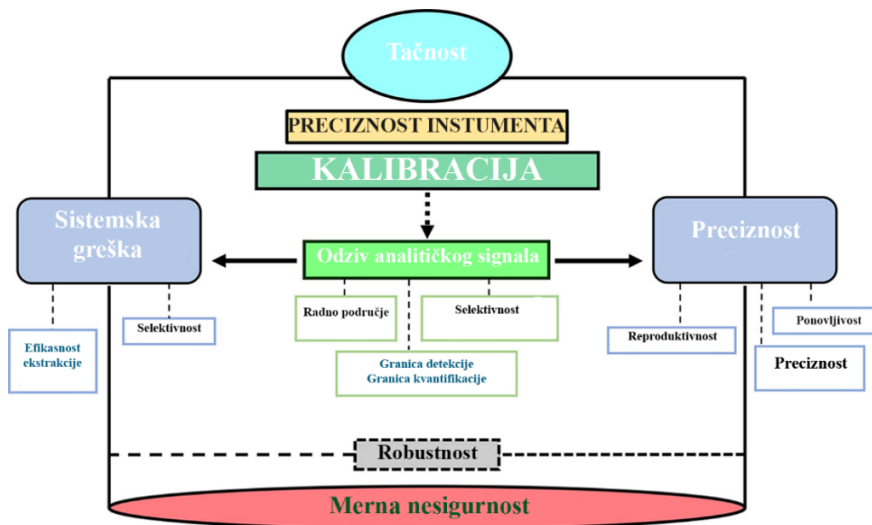 Tačnost
PRECIZNOST INSTUMENTA
KALIBRACIJA
Sistemska
greška
Odziv analitičkog signala
Preciznost
Efikasnost
ekstrakcije
Selektivnost
Radno područje
Selektivnost
Granica detekcije
Granica kvantifikacije
Reproduktivnost
Ponovljivost
Preciznost
Robustnost
Merna nesigurnost